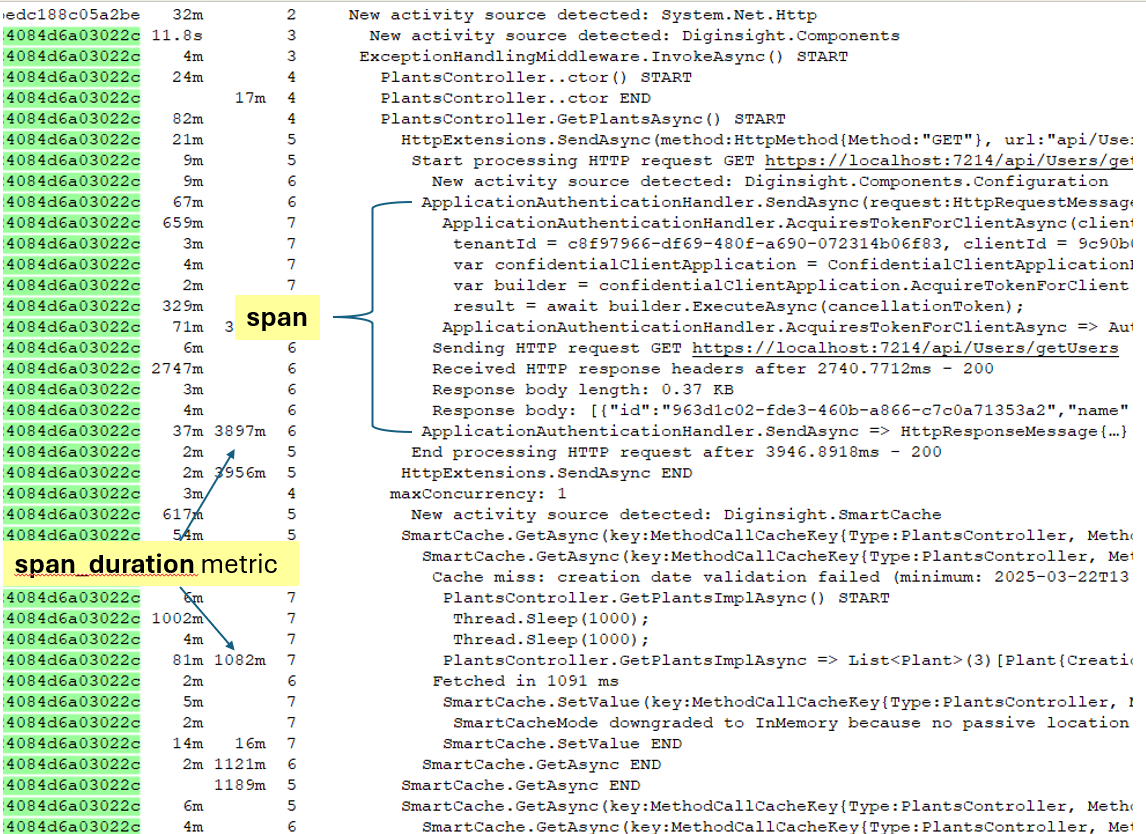 edc188c05a2be 32m 2 New activity source detected: System.Net.Http
4084d6a03022c 11.8s 3 New activity source detected: Diginsight.Components
4084d6a03022c 4m 3 ExceptionHandlingMiddleware.InvokeAsync() START
4084d6a03022c 24m 4 PlantsController..ctor() START
4084d6a03022c 17m 4 PlantsController..ctor END
4084d6a03022c 82m 4 PlantsController.GetPlantsAsync() START
4084d6a03022c 21m 5 HttpExtensions.SendAsync(method:HttpMethod{Method:"GET"}, url:"api/Use
4084d6a03022c 9m 5 Start processing HTTP request GET https://localhost:7214/api/Users/get
4084d6a03022c 9m 6 New activity source detected: Diginsight.Components.Configuration
4084d6a03022c 67m 6 ApplicationAuthenticationHandler.SendAsync(request:HttpRequestMessage
4084d6a03022c 659m 7 ApplicationAuthenticationHandler.AcquiresTokenForClientAsync(client
4084d6a03022c 3m 7 tenantId = c8f97966-df69-480f-a690-072314b06f83, clientId = 9c90b
4084d6a03022c 4m 7 var confidentialClientApplication = ConfidentialClientApplication
4084d6a03022c 2m 7 var builder = confidentialClientApplication.AcquireTokenForClient
4084d6a03022c 329m result = await builder.ExecuteAsync(cancellationToken);
span
4084d6a03022c 71m 3 ApplicationAuthenticationHandler.AcquiresTokenForClientAsync => Au
4084d6a03022c 6m 6 Sending HTTP request GET https://localhost:7214/api/Users/getUsers
4084d6a03022c 2747m 6 Received HTTP response headers after 2740.7712ms - 200
4084d6a03022c 3m 6 Response body length: 0.37 KB
4084d6a03022c 4m 6 Response body: [{"id":"963d1c02-fde3-460b-a866-c7c0a71353a2","name"
4084d6a03022c 37m 3897m 6 ApplicationAuthenticationHandler.SendAsync => HttpResponseMessage{…}
4084d6a03022c 2m 5 End processing HTTP request after 3946.8918ms - 200
4084d6a03022c 2m 3956m 5 HttpExtensions.SendAsync END
4084d6a03022c 3m 4 maxConcurrency: 1
4084d6a03022c 617m 5 New activity source detected: Diginsight.SmartCache
4084d6a03022c 54m 5 SmartCache.GetAsync(key:MethodCallCacheKey{Type:PlantsController, Meth
SmartCache.GetAsync(key:MethodCallCacheKey{Type:PlantsController, Met
span_duration metric
Cache miss: creation date validation failed (minimum: 2025-03-22T13
4084d6a03022c 6m 7 PlantsController.GetPlantsImplAsync() START
4084d6a03022c 1002m 7 Thread.Sleep(1000);
4084d6a03022c 4m 7 Thread.Sleep(1000);
4084d6a03022c 81m 1082m 7 PlantsController.GetPlantsImplAsync => List<Plant>(3)[Plant{Creatio
4084d6a03022c 2m 6 Fetched in 1091 ms
4084d6a03022c 5m 7 SmartCache.SetValue(key:MethodCallCacheKey{Type:PlantsController,
4084d6a03022c 2m 7 SmartCacheMode downgraded to InMemory because no passive location
4084d6a03022c 14m 16m 7 SmartCache.SetValue END
4084d6a03022c 2m 1121m 6 SmartCache.GetAsync END
4084d6a03022c 1189m 5 SmartCache.GetAsync END
4084d6a03022c 6m 5 SmartCache.GetAsync(key:MethodCallCacheKey{Type:PlantsController, Meth
4084d6a03022c 4m 6 SmartCache.GetAsync(key:MethodCallCacheKey{Type:PlantsController, Met